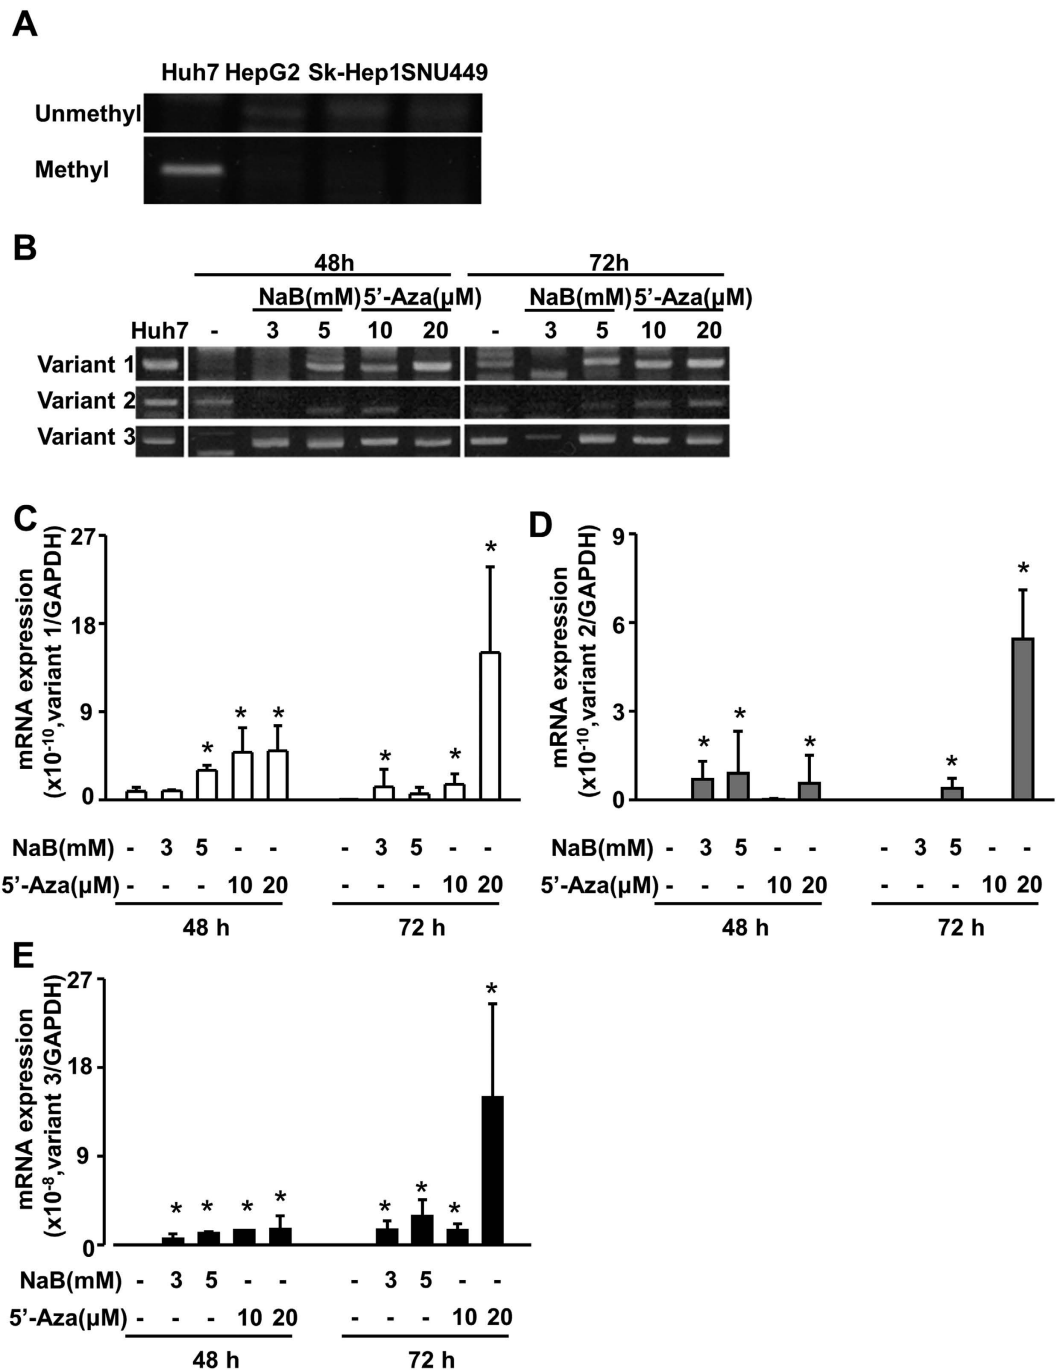 A
Huh7 HepG2 Sk-Hep1SNU449
Unmethyl
Methyl
B
48h 72h
NaB(mM) 5’-Aza(μM) NaB(mM) 5’-Aza(μM)
Huh7 - 3 5 10 20 - 3 5 10 20
Variant 1
Variant 2
Variant 3
C
mRNA expression
(x10-10,variant 1/GAPDH)
27
18
9
0
* * * * * *
NaB(mM) - 3 5 - - - 3 5 - -
5’-Aza(μM) - - - 10 20 - - - 10 20
48 h 72 h
D
mRNA expression
(x10-10,variant 2/GAPDH)
9
6
3
0
* * * * *
NaB(mM) - 3 5 - - - 3 5 - -
5’-Aza(μM) - - - 10 20 - - - 10 20
48 h 72 h
E
mRNA expression
(x10-8,variant 3/GAPDH)
27
18
9
0
* * * * * * * *
NaB(mM) - 3 5 - - - 3 5 - -
5’-Aza(μM) - - - 10 20 - - - 10 20
48 h 72 h